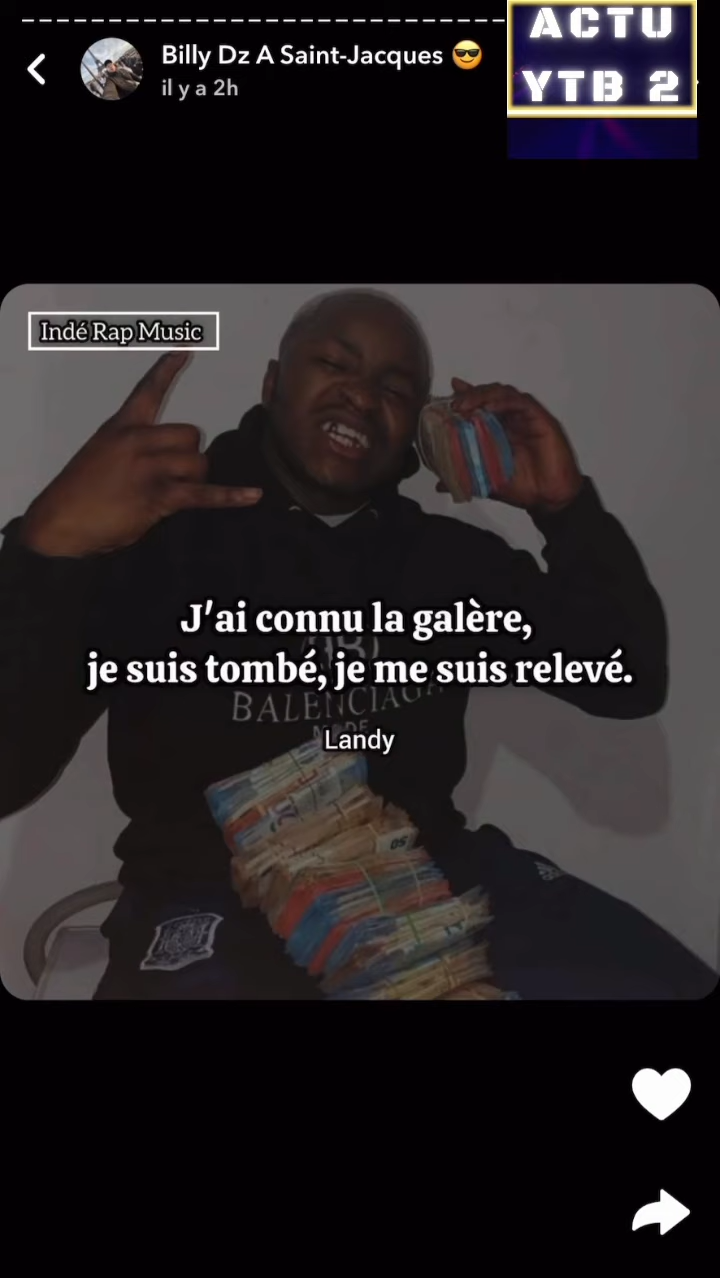 Billy Dz A Saint-Jacques 😎
il y a 2h
ACTU
YTB 2
Indé Rap Music
J'ai connu la galère,
je suis tombé, je me suis relevé.
BALENCIAGA
Landy
50